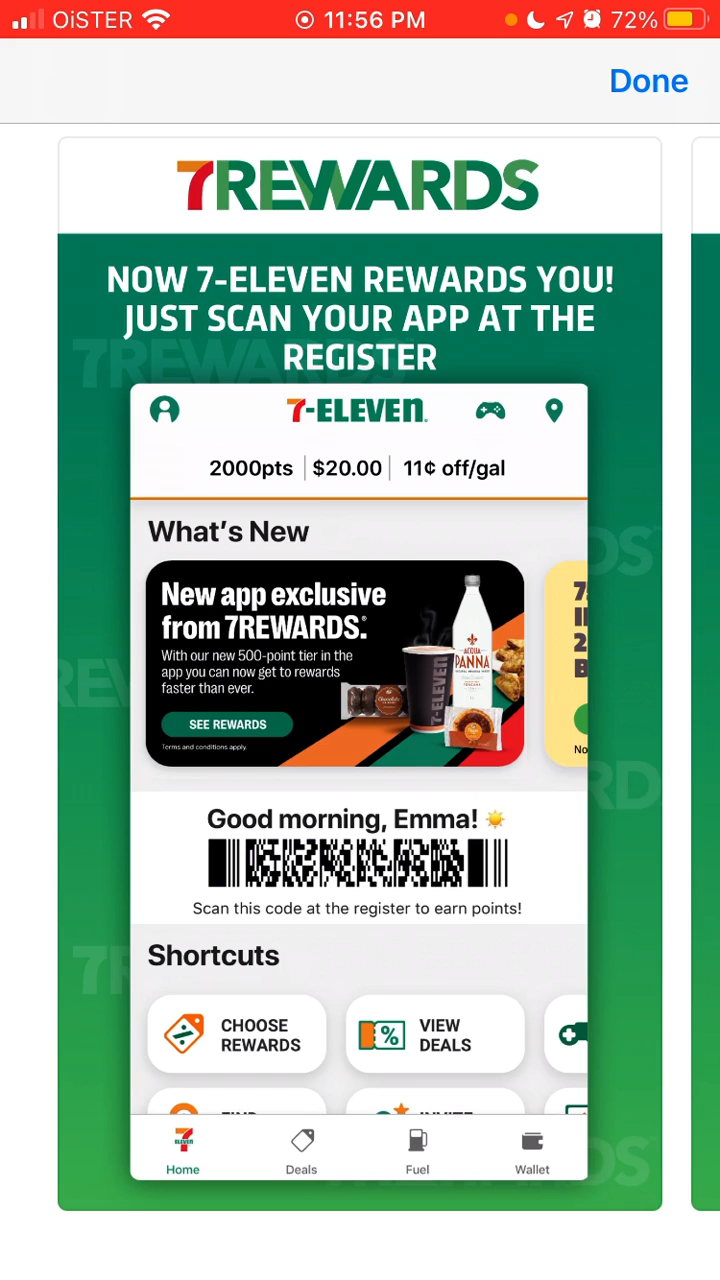 OiSTER 11:56 PM 72%
Done
7REWARDS
NOW 7-ELEVEN REWARDS YOU!
JUST SCAN YOUR APP AT THE
REGISTER
7-ELEVEN.
2000pts $20.00 11¢ off/gal
What's New
New app exclusive
from 7REWARDS.®
With our new 500-point tier in the
app you can now get to rewards
faster than ever.
SEE REWARDS
Terms and conditions apply.
ACQUA
PANNA
7-ELEVEN
No
Good morning, Emma!
Scan this code at the register to earn points!
Shortcuts
CHOOSE
REWARDS
VIEW
DEALS
Home Deals Fuel Wallet